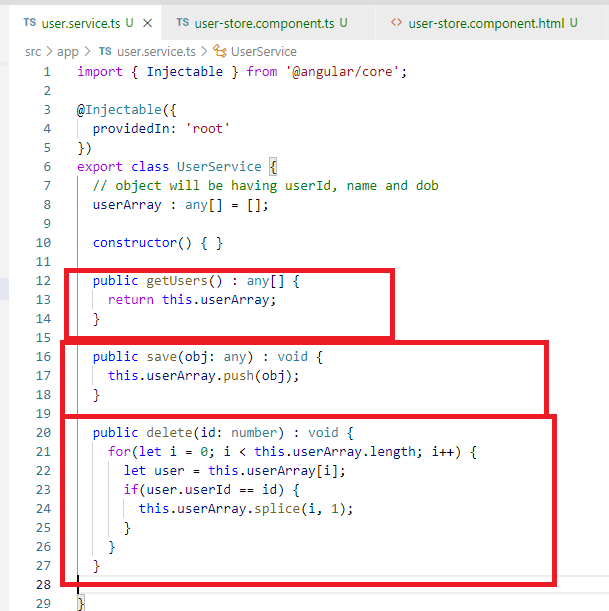 TS user.service.ts U ×
TS user-store.component.ts U
<> user-store.component.html U
src > app > TS user.service.ts > UserService
1 import { Injectable } from '@angular/core';
2
3 @Injectable({
4 providedIn: 'root'
5 })
6 export class UserService {
7 // object will be having userId, name and dob
8 userArray : any[] = [];
9
10 constructor() { }
11
12 public getUsers() : any[] {
13 return this.userArray;
14 }
15
16 public save(obj: any) : void {
17 this.userArray.push(obj);
18 }
19
20 public delete(id: number) : void {
21 for(let i = 0; i < this.userArray.length; i++) {
22 let user = this.userArray[i];
23 if(user.userId == id) {
24 this.userArray.splice(i, 1);
25 }
26 }
27 }
28
29 }